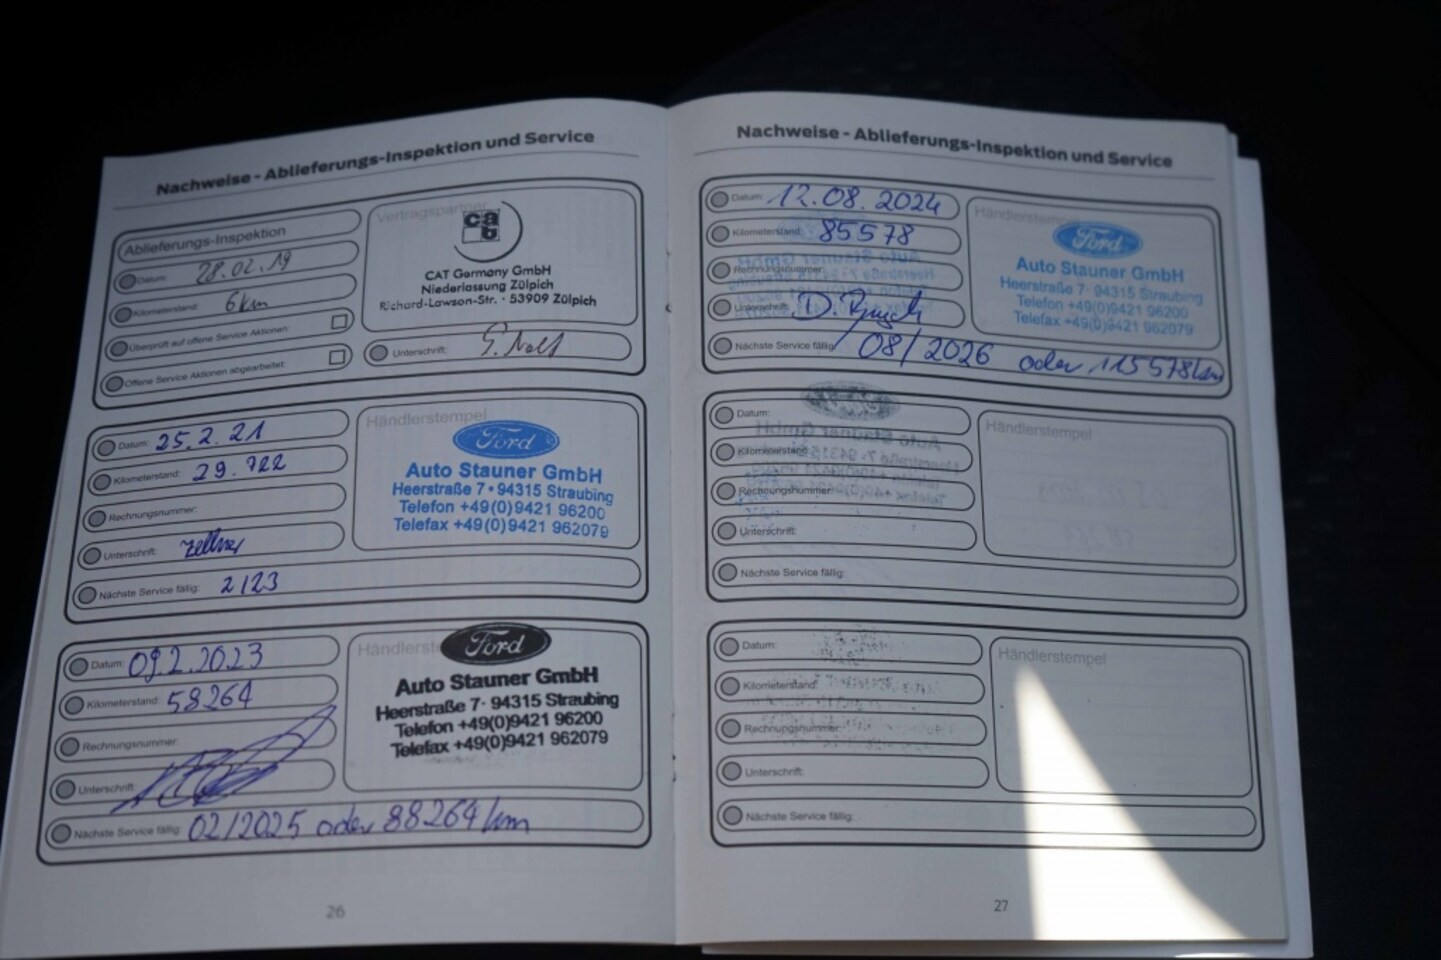 Nachweise - Ablieferungs-Inspektion und Service
Ablieferungs-Inspektion
Datum: 28.02.19
Kilometerstand: 6km
Überprüft auf offene Service Aktionen:
Offene Service Aktionen abgearbeitet:
Vertragspartner
cab
CAT Germany GmbH
Niederlassung Zülpich
Richard-Lawson-Str. · 53909 Zülpich
Unterschrift:
Datum: 25.2.21
Kilometerstand: 29.722
Rechnungsnummer:
Unterschrift: Zellner
Nächste Service fällig: 2/23
Händlerstempel
Ford
Auto Stauner GmbH
Heerstraße 7 · 94315 Straubing
Telefon +49(0)9421 96200
Telefax +49(0)9421 962079
Datum: 09.2.2023
Kilometerstand: 58264
Rechnungsnummer:
Unterschrift:
Nächste Service fällig: 02/2025 oder 88264 km
Händlerst
Ford
Auto Stauner GmbH
Heerstraße 7 · 94315 Straubing
Telefon +49(0)9421 96200
Telefax +49(0)9421 962079
26
Nachweise - Ablieferungs-Inspektion und Service
Datum: 12.08.2024
Kilometerstand: 85578
Rechnungsnummer:
Unterschrift:
Nächste Service fällig: 08/2026 oder 115578km
Händlerstem
Ford
Auto Stauner GmbH
Heerstraße 7 · 94315 Straubing
Telefon +49(0)9421 96200
Telefax +49(0)9421 962079
Datum:
Kilometerstand:
Rechnungsnummer:
Unterschrift:
Nächste Service fällig:
Händlerstempel
Datum:
Kilometerstand:
Rechnungsnummer:
Unterschrift:
Nächste Service fällig:
Händlerstempel
27